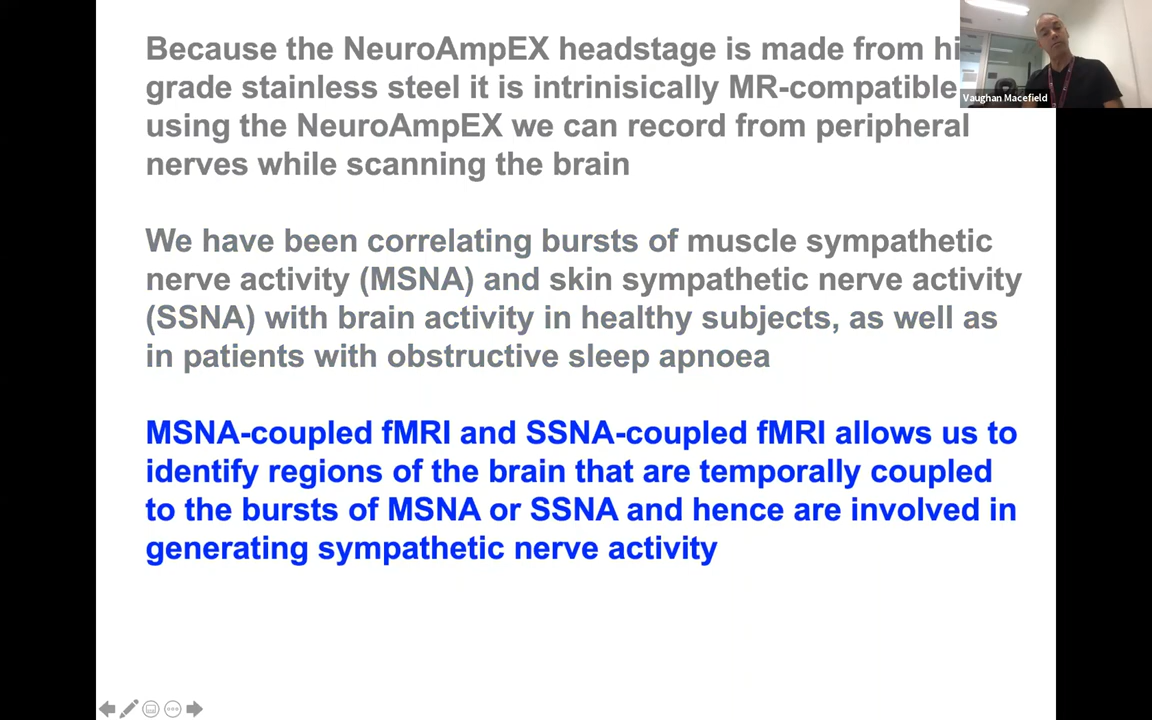 Because the NeuroAmpEX headstage is made from hi
grade stainless steel it is intrinisically MR-compatible
using the NeuroAmpEX we can record from peripheral
nerves while scanning the brain
We have been correlating bursts of muscle sympathetic
nerve activity (MSNA) and skin sympathetic nerve activity
(SSNA) with brain activity in healthy subjects, as well as
in patients with obstructive sleep apnoea
MSNA-coupled fMRI and SSNA-coupled fMRI allows us to
identify regions of the brain that are temporally coupled
to the bursts of MSNA or SSNA and hence are involved in
generating sympathetic nerve activity
Vaughan Macefield